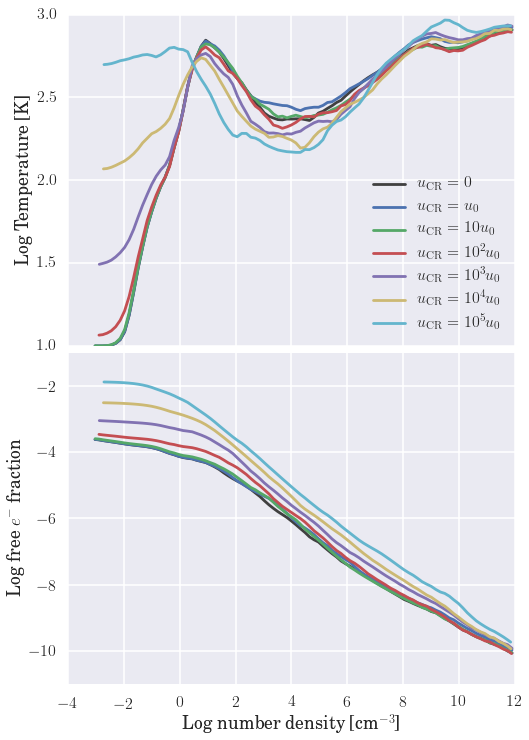 3.0
2.5
2.0
1.5
1.0
Log Temperature [K]
u_CR = 0
u_CR = u_0
u_CR = 10u_0
u_CR = 10^2u_0
u_CR = 10^3u_0
u_CR = 10^4u_0
u_CR = 10^5u_0
−2
−4
−6
−8
−10
Log free e^− fraction
−4 −2 0 2 4 6 8 10 12
Log number density [cm^−3]